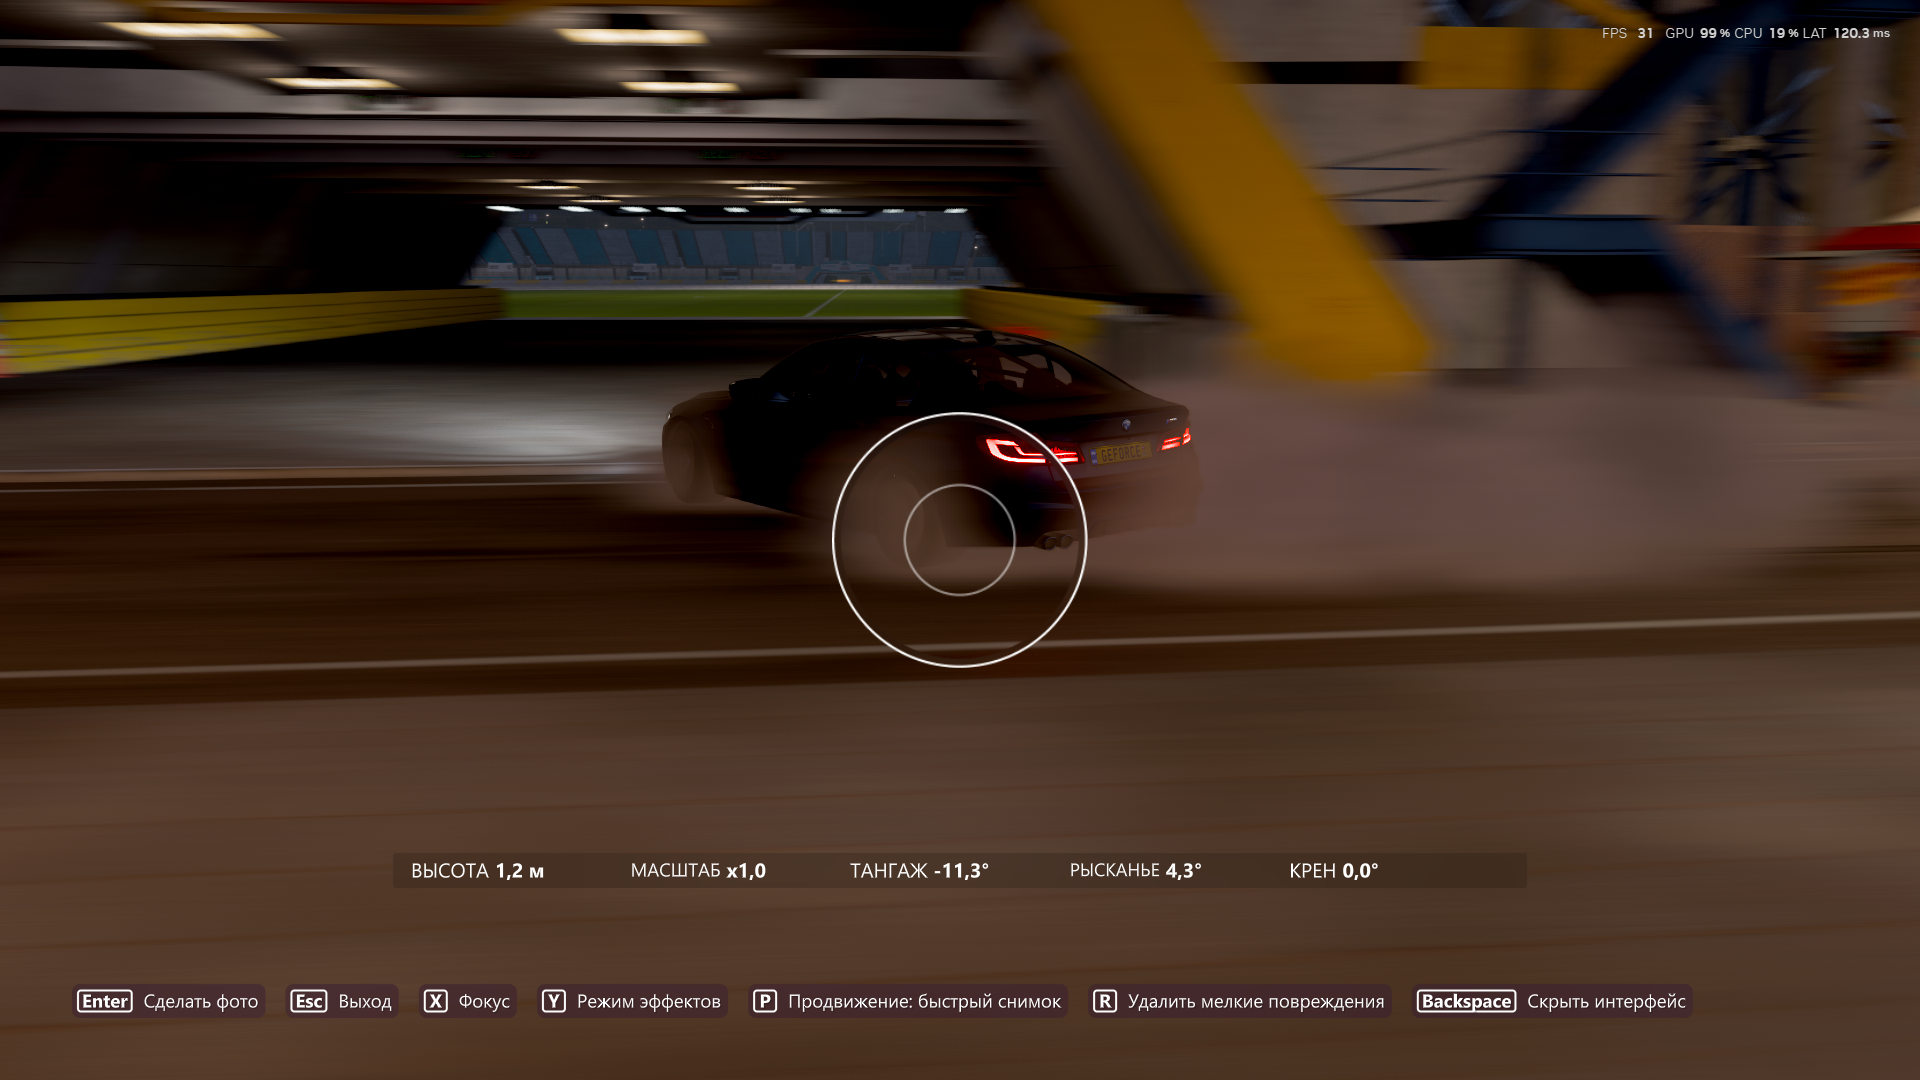 FPS 31 GPU 99 % CPU 19 % LAT 120.3 ms
GEFORCE
ВЫСОТА 1,2 м МАСШТАБ x1,0 ТАНГАЖ -11,3° РЫСКАНЬЕ 4,3° КРЕН 0,0°
Enter Сделать фото Esc Выход X Фокус Y Режим эффектов P Продвижение: быстрый снимок R Удалить мелкие повреждения Backspace Скрыть интерфейс